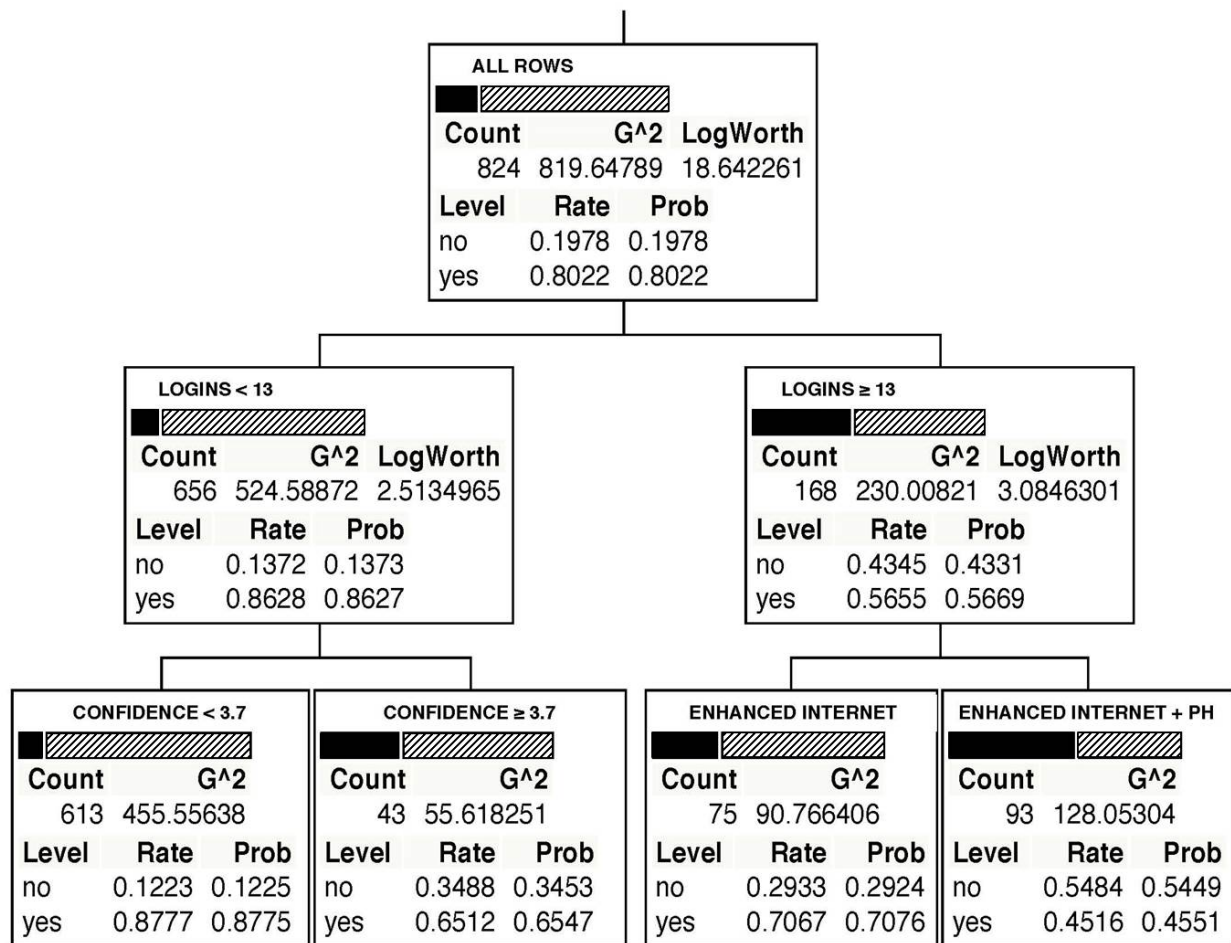 ALL ROWS
Count G^2 LogWorth
824 819.64789 18.642261
Level Rate Prob
no 0.1978 0.1978
yes 0.8022 0.8022
LOGINS < 13
Count G^2 LogWorth
656 524.58872 2.5134965
Level Rate Prob
no 0.1372 0.1373
yes 0.8628 0.8627
LOGINS ≥ 13
Count G^2 LogWorth
168 230.00821 3.0846301
Level Rate Prob
no 0.4345 0.4331
yes 0.5655 0.5669
CONFIDENCE < 3.7
Count G^2
613 455.55638
Level Rate Prob
no 0.1223 0.1225
yes 0.8777 0.8775
CONFIDENCE ≥ 3.7
Count G^2
43 55.618251
Level Rate Prob
no 0.3488 0.3453
yes 0.6512 0.6547
ENHANCED INTERNET
Count G^2
75 90.766406
Level Rate Prob
no 0.2933 0.2924
yes 0.7067 0.7076
ENHANCED INTERNET + PH
Count G^2
93 128.05304
Level Rate Prob
no 0.5484 0.5449
yes 0.4516 0.4551